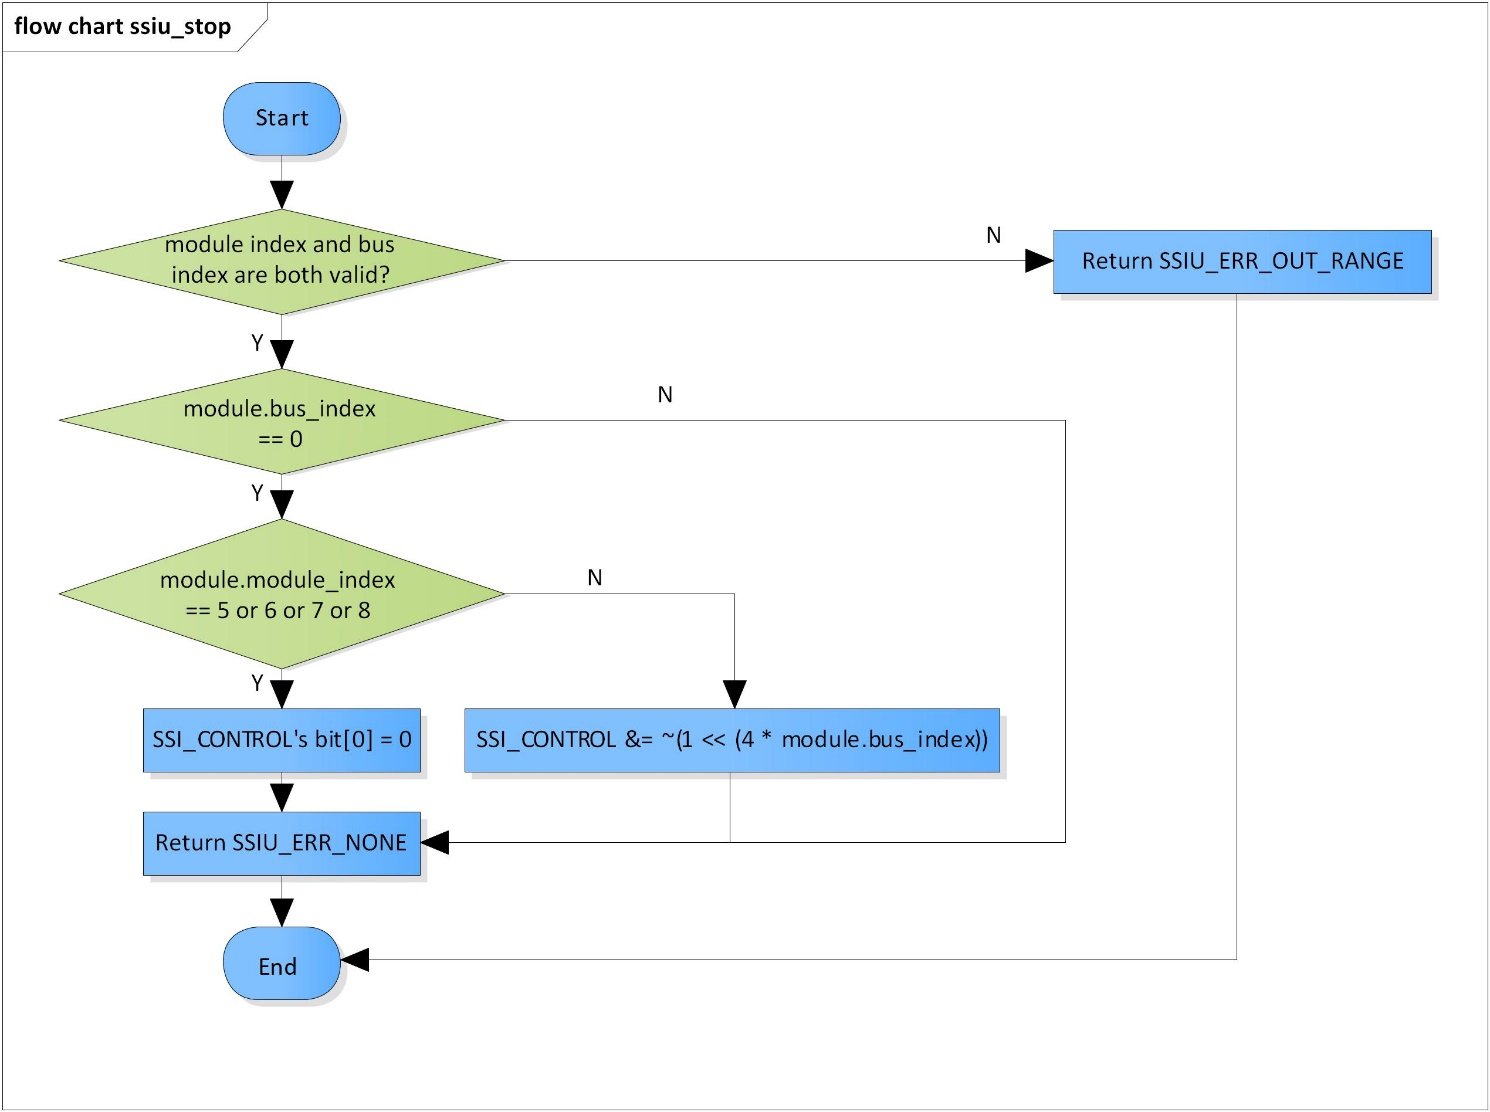 flow chart ssiu_stop
Start
module index and bus
index are both valid?
N
Return SSIU_ERR_OUT_RANGE
Y
module.bus_index
== 0
N
Y
module.module_index
== 5 or 6 or 7 or 8
N
Y
SSI_CONTROL's bit[0] = 0
SSI_CONTROL &= ~(1 << (4 * module.bus_index))
Return SSIU_ERR_NONE
End